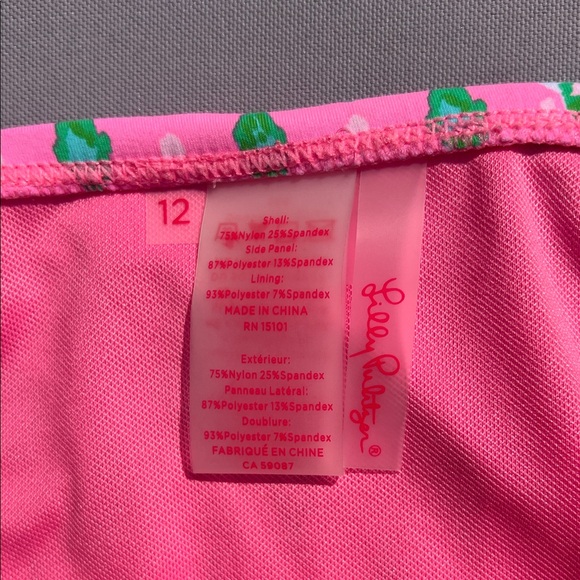 12
Shell:
75%Nylon 25%Spandex
Side Panel:
87%Polyester 13%Spandex
Lining:
93%Polyester 7%Spandex
MADE IN CHINA
RN 15101
Extérieur:
75%Nylon 25%Spandex
Panneau Latéral:
87%Polyester 13%Spandex
Doublure:
93%Polyester 7%Spandex
FABRIQUÉ EN CHINE
CA 59087
Lilly Pulitzer®